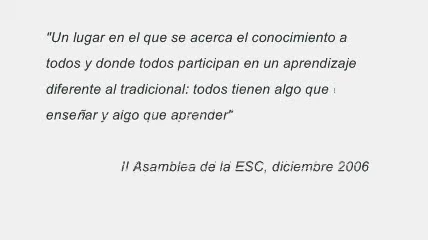 "Un lugar en el que se acerca el conocimiento a
todos y donde todos participan en un aprendizaje
diferente al tradicional: todos tienen algo que
enseñar y algo que aprender"
II Asamblea de la ESC, diciembre 2006